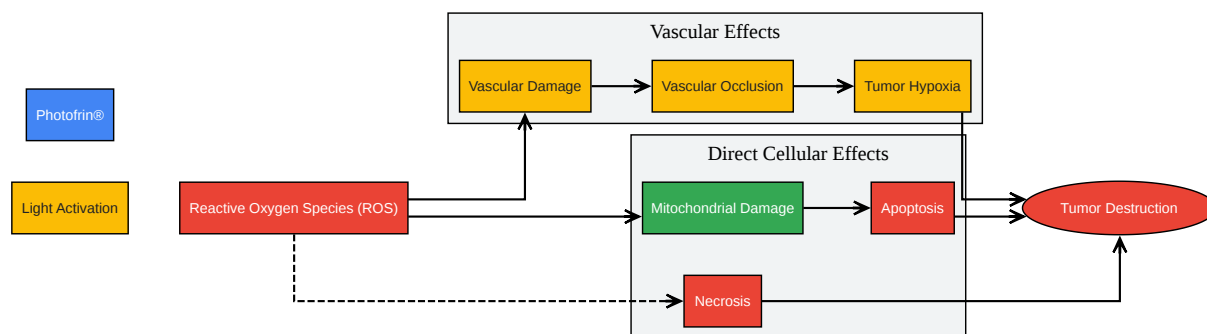 Vascular Effects
Vascular Damage
Vascular Occlusion
Tumor Hypoxia
Photofrin®
Direct Cellular Effects
Light Activation
Reactive Oxygen Species (ROS)
Mitochondrial Damage
Apoptosis
Tumor Destruction
Necrosis